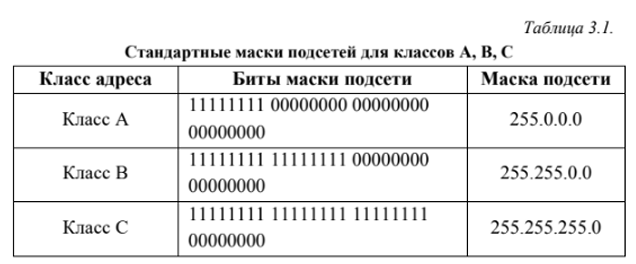 Таблица 3.1.
Стандартные маски подсетей для классов A, B, C
Класс адреса Биты маски подсети Маска подсети
Класс A 11111111 00000000 00000000 255.0.0.0
00000000
Класс B 11111111 11111111 00000000 255.255.0.0
00000000
Класс C 11111111 11111111 11111111 255.255.255.0
00000000